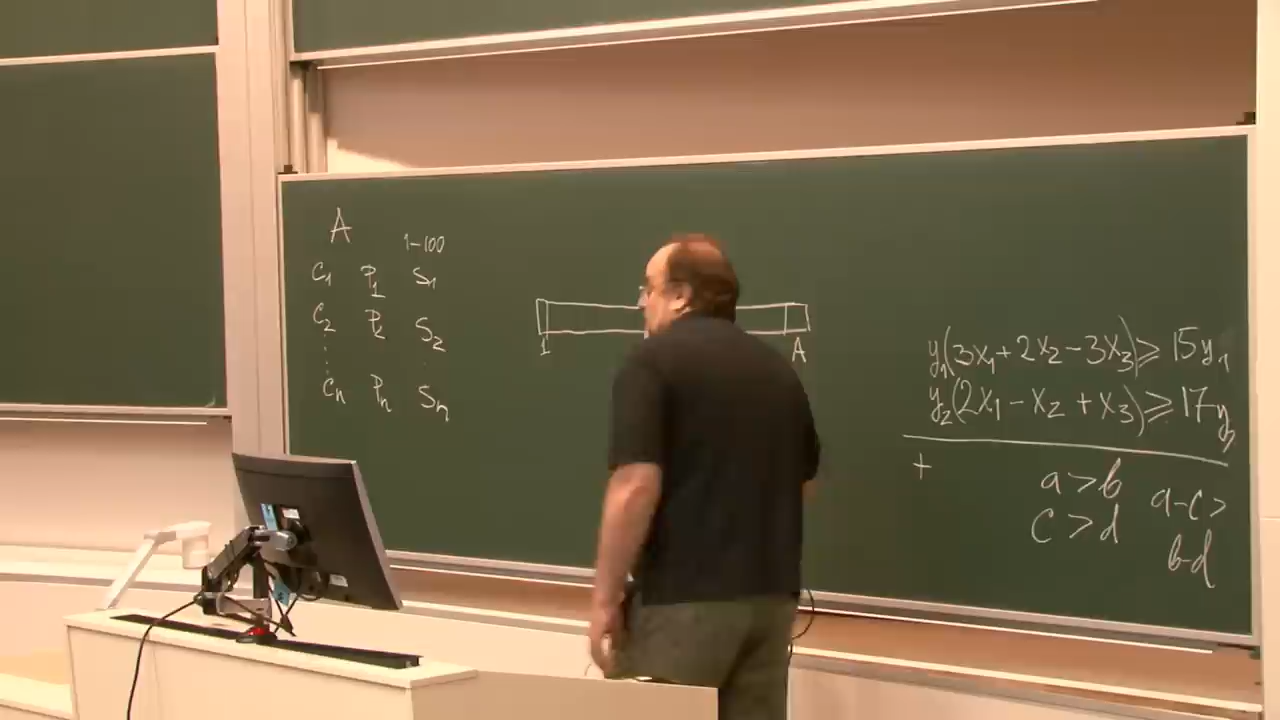 A
1-100
C₁ P₁ S₁
C₂ P₂ S₂
⋮
Cₙ Pₙ Sₙ
1 A
y₁(3x₁+2x₂-3x₃)⩾15y₁
y₂(2x₁-x₂+x₃)⩾17y₂
+
a>b
c>d
a-c>
b-d